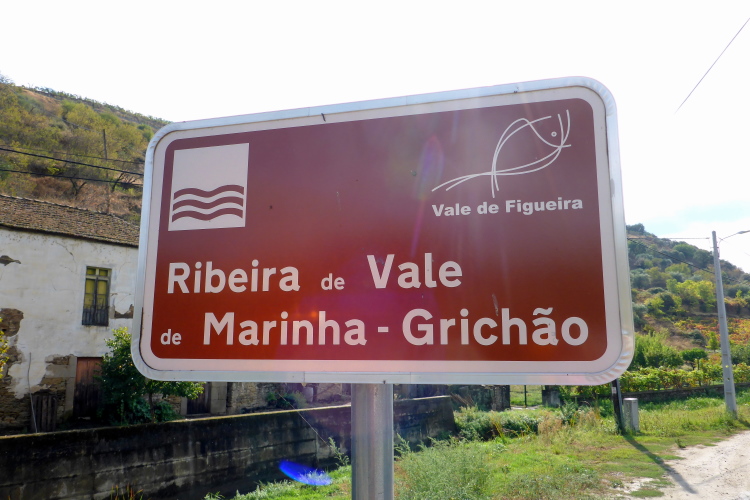 Vale de Figueira
Ribeira de Vale
de Marinha - Grichão